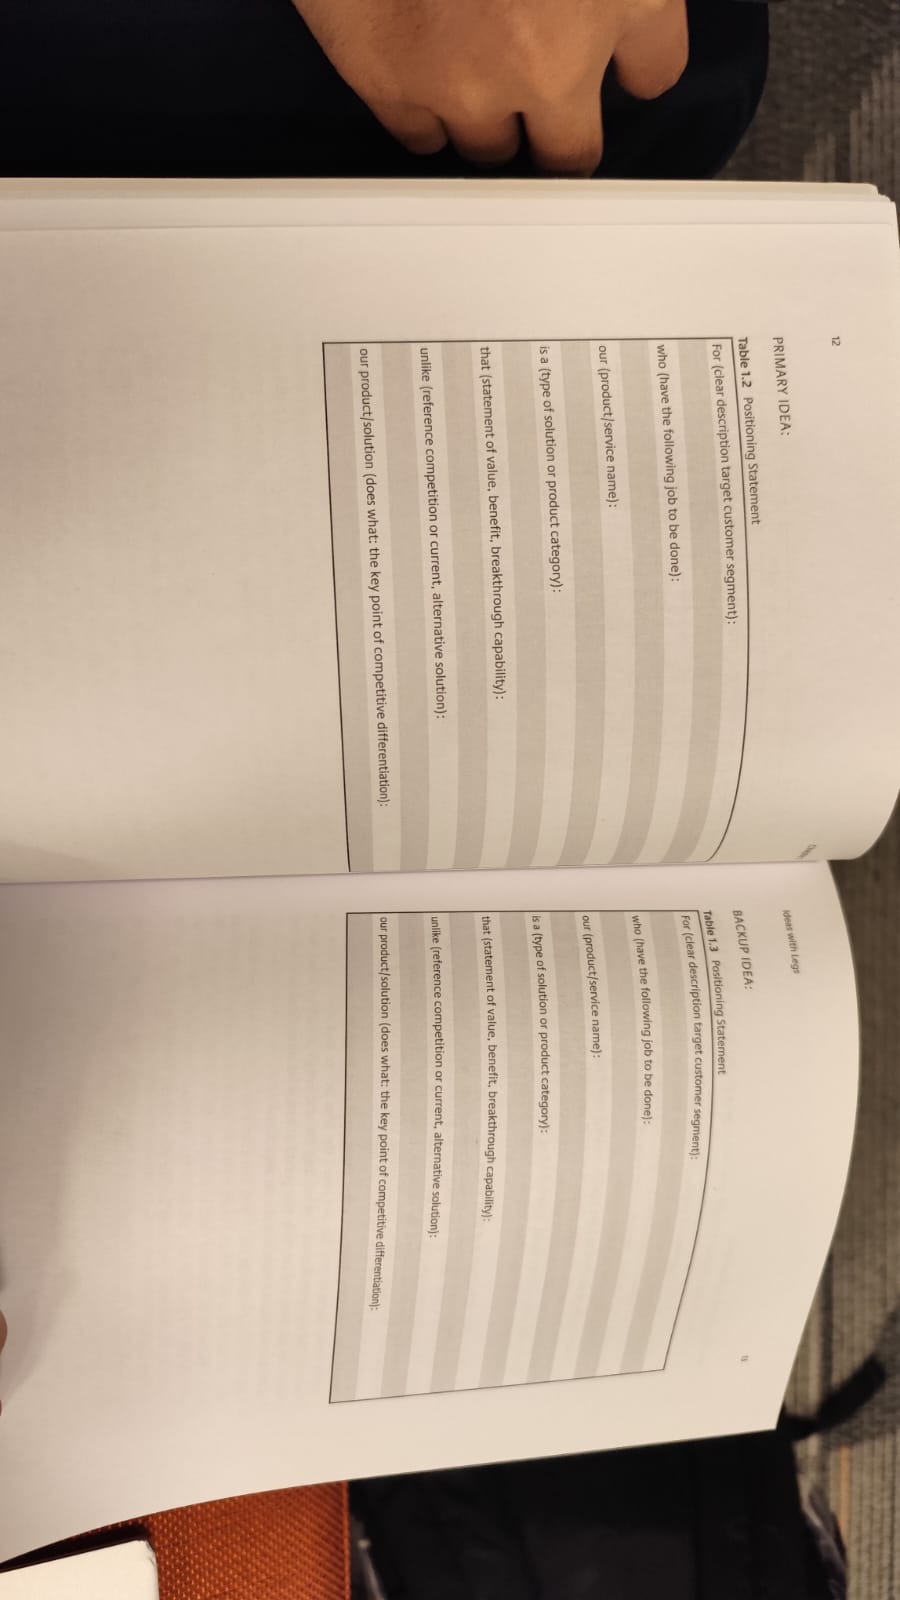 12
PRIMARY IDEA:
Table 1.2 Positioning Statement
For (clear description target customer segment):
who (have the following job to be done):
our (product/service name):
is a (type of solution or product category):
that (statement of value, benefit, breakthrough capability):
unlike (reference competition or current, alternative solution):
our product/solution (does what: the key point of competitive differentiation):
Ideas with Legs
BACKUP IDEA:
Table 1.3 Positioning Statement
For (clear description target customer segment):
who (have the following job to be done):
our (product/service name):
is a (type of solution or product category):
that (statement of value, benefit, breakthrough capability):
unlike (reference competition or current, alternative solution):
our product/solution (does what: the key point of competitive differentiation):